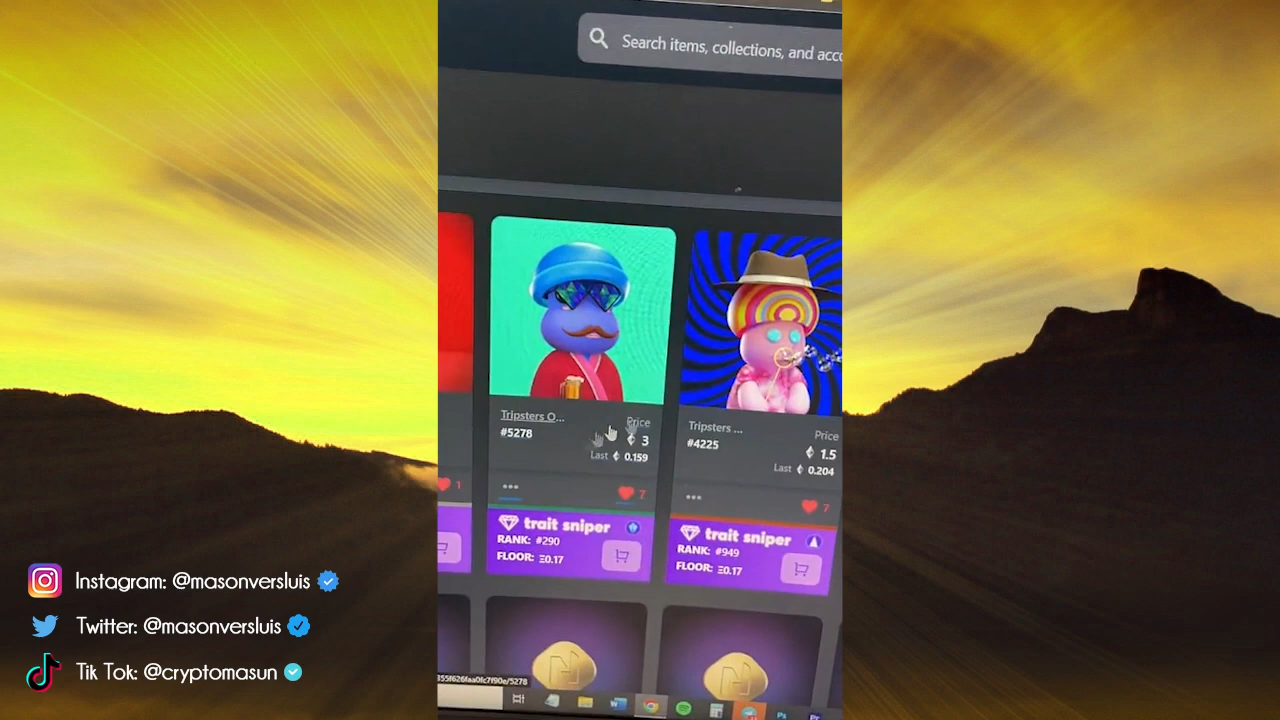 Search items, collections, and acco
Tripsters O...
#5278
Price
3
Last 0.159
7
Tripsters ...
#4225
Price
1.5
Last 0.204
7
1
trait sniper
RANK: #290
FLOOR: Ξ0.17
trait sniper
RANK: #949
FLOOR: Ξ0.17
Instagram: @masonversluis
Twitter: @masonversluis
Tik Tok: @cryptomasun